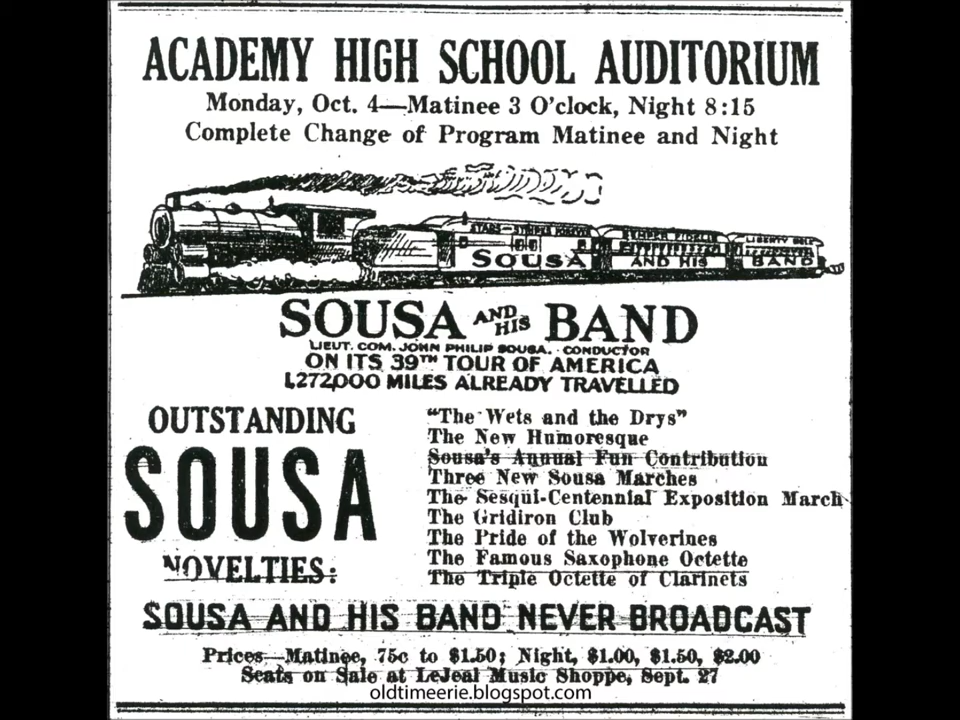 ACADEMY HIGH SCHOOL AUDITORIUM
Monday, Oct. 4—Matinee 3 O'clock, Night 8:15
Complete Change of Program Matinee and Night
STARS - STRIPES FOREVER
SEMPER FIDELIS
LIBERTY BELL
SOUSA AND HIS BAND
SOUSA AND HIS BAND
LIEUT. COM. JOHN PHILIP SOUSA. CONDUCTOR
ON ITS 39TH TOUR OF AMERICA
1,272,000 MILES ALREADY TRAVELLED
OUTSTANDING
SOUSA
NOVELTIES:
"The Wets and the Drys"
The New Humoresque
Sousa's Annual Fun Contribution
Three New Sousa Marches
The Sesqui-Centennial Exposition March
The Gridiron Club
The Pride of the Wolverines
The Famous Saxophone Octette
The Triple Octette of Clarinets
SOUSA AND HIS BAND NEVER BROADCAST
Prices—Matinee, 75c to $1.50; Night, $1.00, $1.50, $2.00
Seats on Sale at LeJeal Music Shoppe, Sept. 27
oldtimeerie.blogspot.com